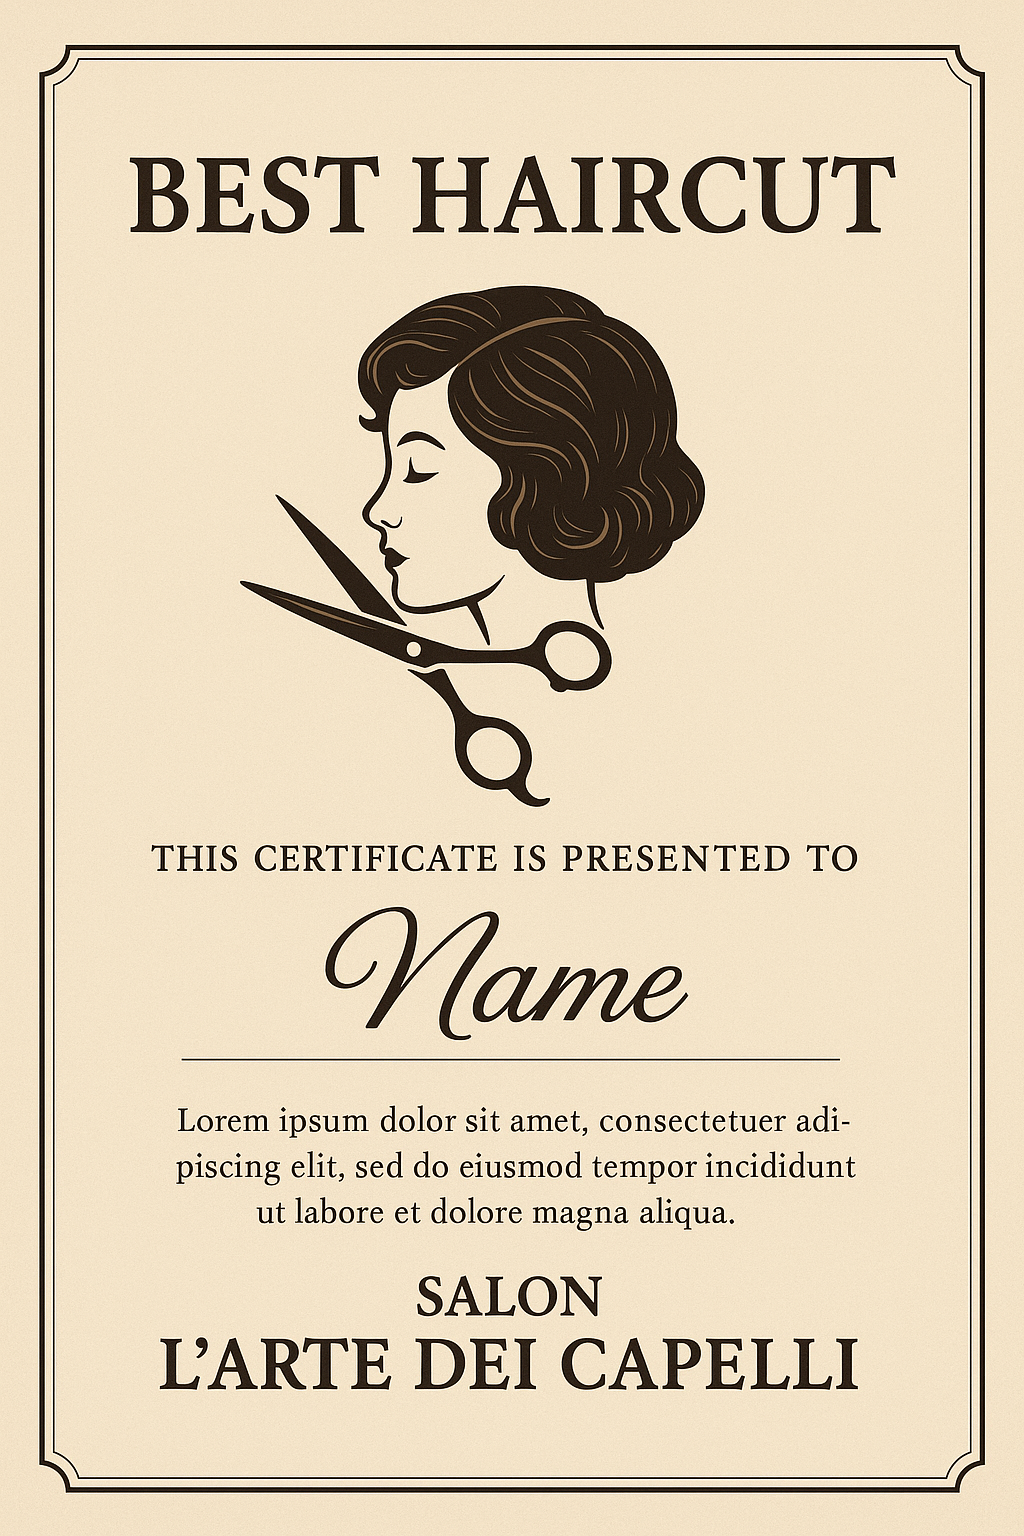 BEST HAIRCUT
THIS CERTIFICATE IS PRESENTED TO
Name
Lorem ipsum dolor sit amet, consectetuer adi-
piscing elit, sed do eiusmod tempor incididunt
ut labore et dolore magna aliqua.
SALON
L’ARTE DEI CAPELLI